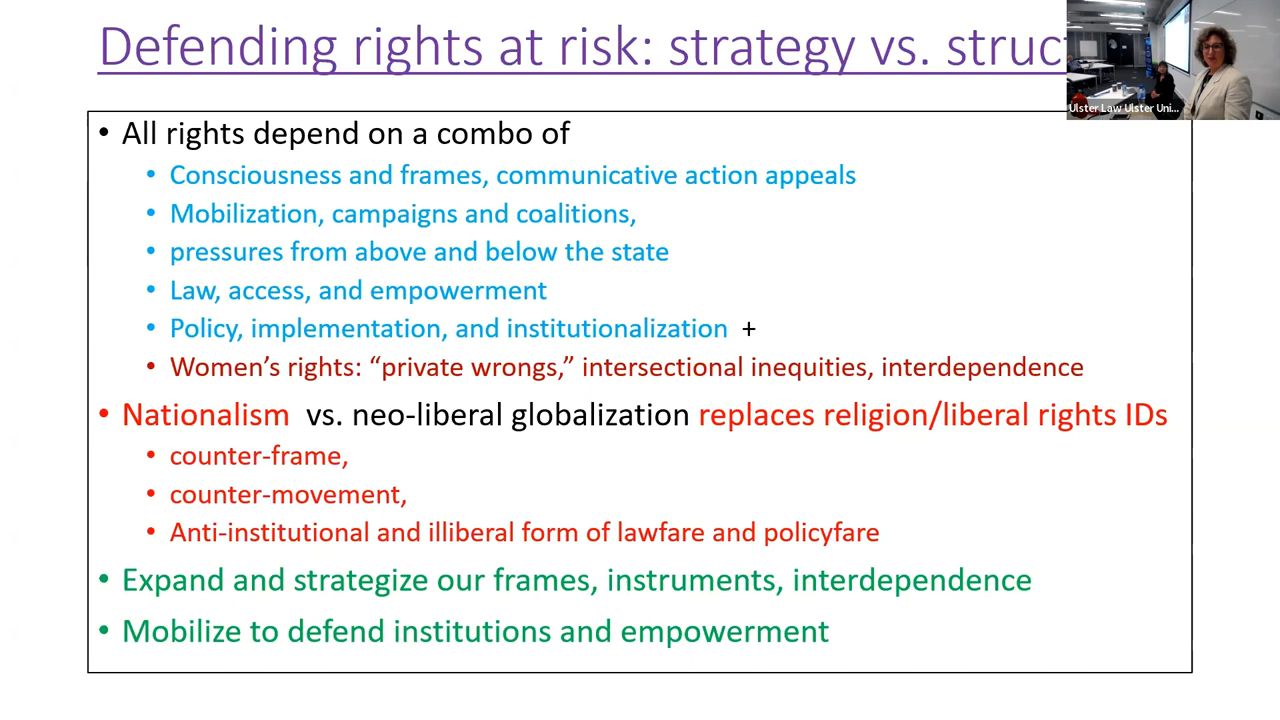 Defending rights at risk: strategy vs. struc
Ulster Law Ulster Uni...
• All rights depend on a combo of
• Consciousness and frames, communicative action appeals
• Mobilization, campaigns and coalitions,
• pressures from above and below the state
• Law, access, and empowerment
• Policy, implementation, and institutionalization +
• Women’s rights: “private wrongs,” intersectional inequities, interdependence
• Nationalism vs. neo-liberal globalization replaces religion/liberal rights IDs
• counter-frame,
• counter-movement,
• Anti-institutional and illiberal form of lawfare and policyfare
• Expand and strategize our frames, instruments, interdependence
• Mobilize to defend institutions and empowerment